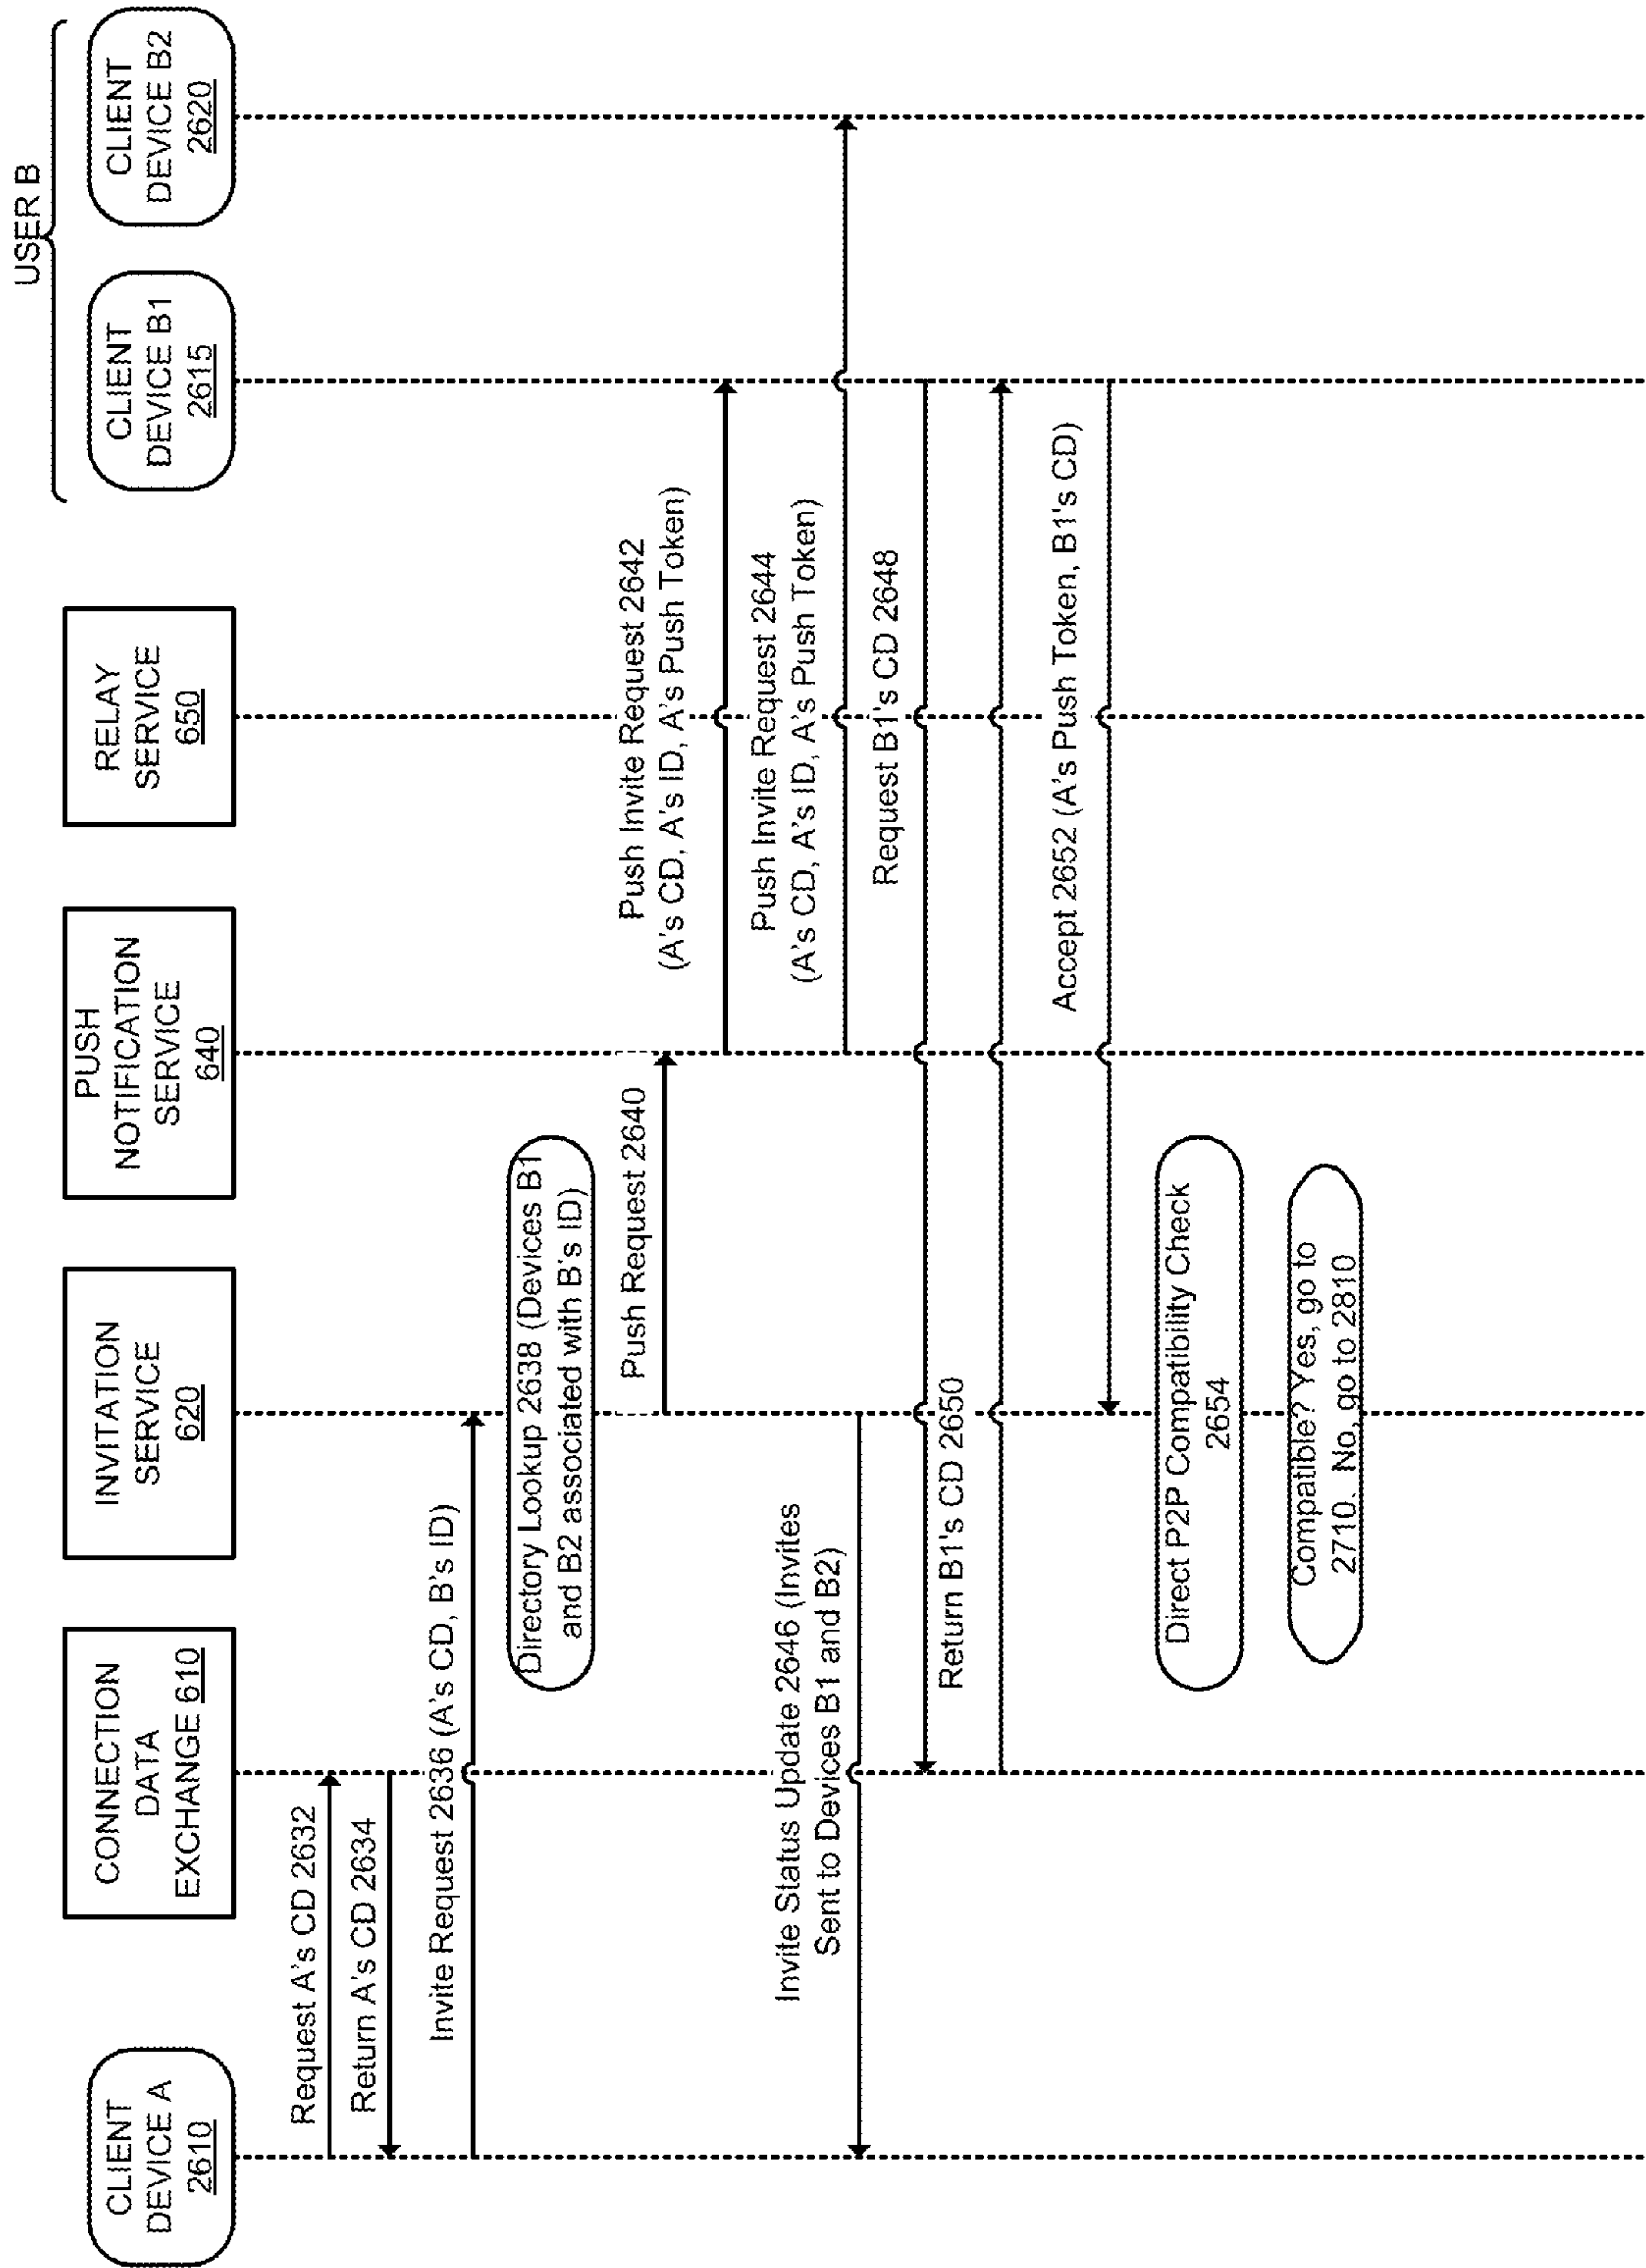 USER B
CLIENT
DEVICE A
2610
CONNECTION
DATA
EXCHANGE 610
INVITATION
SERVICE
620
PUSH
NOTIFICATION
SERVICE
640
RELAY
SERVICE
650
CLIENT
DEVICE B1
2615
CLIENT
DEVICE B2
2620
Request A's CD 2632
Return A's CD 2634
Invite Request 2636 (A's CD, B's ID)
Directory Lookup 2638 (Devices B1
and B2 associated with B's ID)
Push Request 2640
Push Invite Request 2642
(A's CD, A's ID, A's Push Token)
Push Invite Request 2644
(A's CD, A's ID, A's Push Token)
Invite Status Update 2646 (Invites
Sent to Devices B1 and B2)
Request B1's CD 2648
Return B1's CD 2650
Accept 2652 (A's Push Token, B1's CD)
Direct P2P Compatibility Check
2654
Compatible? Yes, go to
2710. No, go to 2810